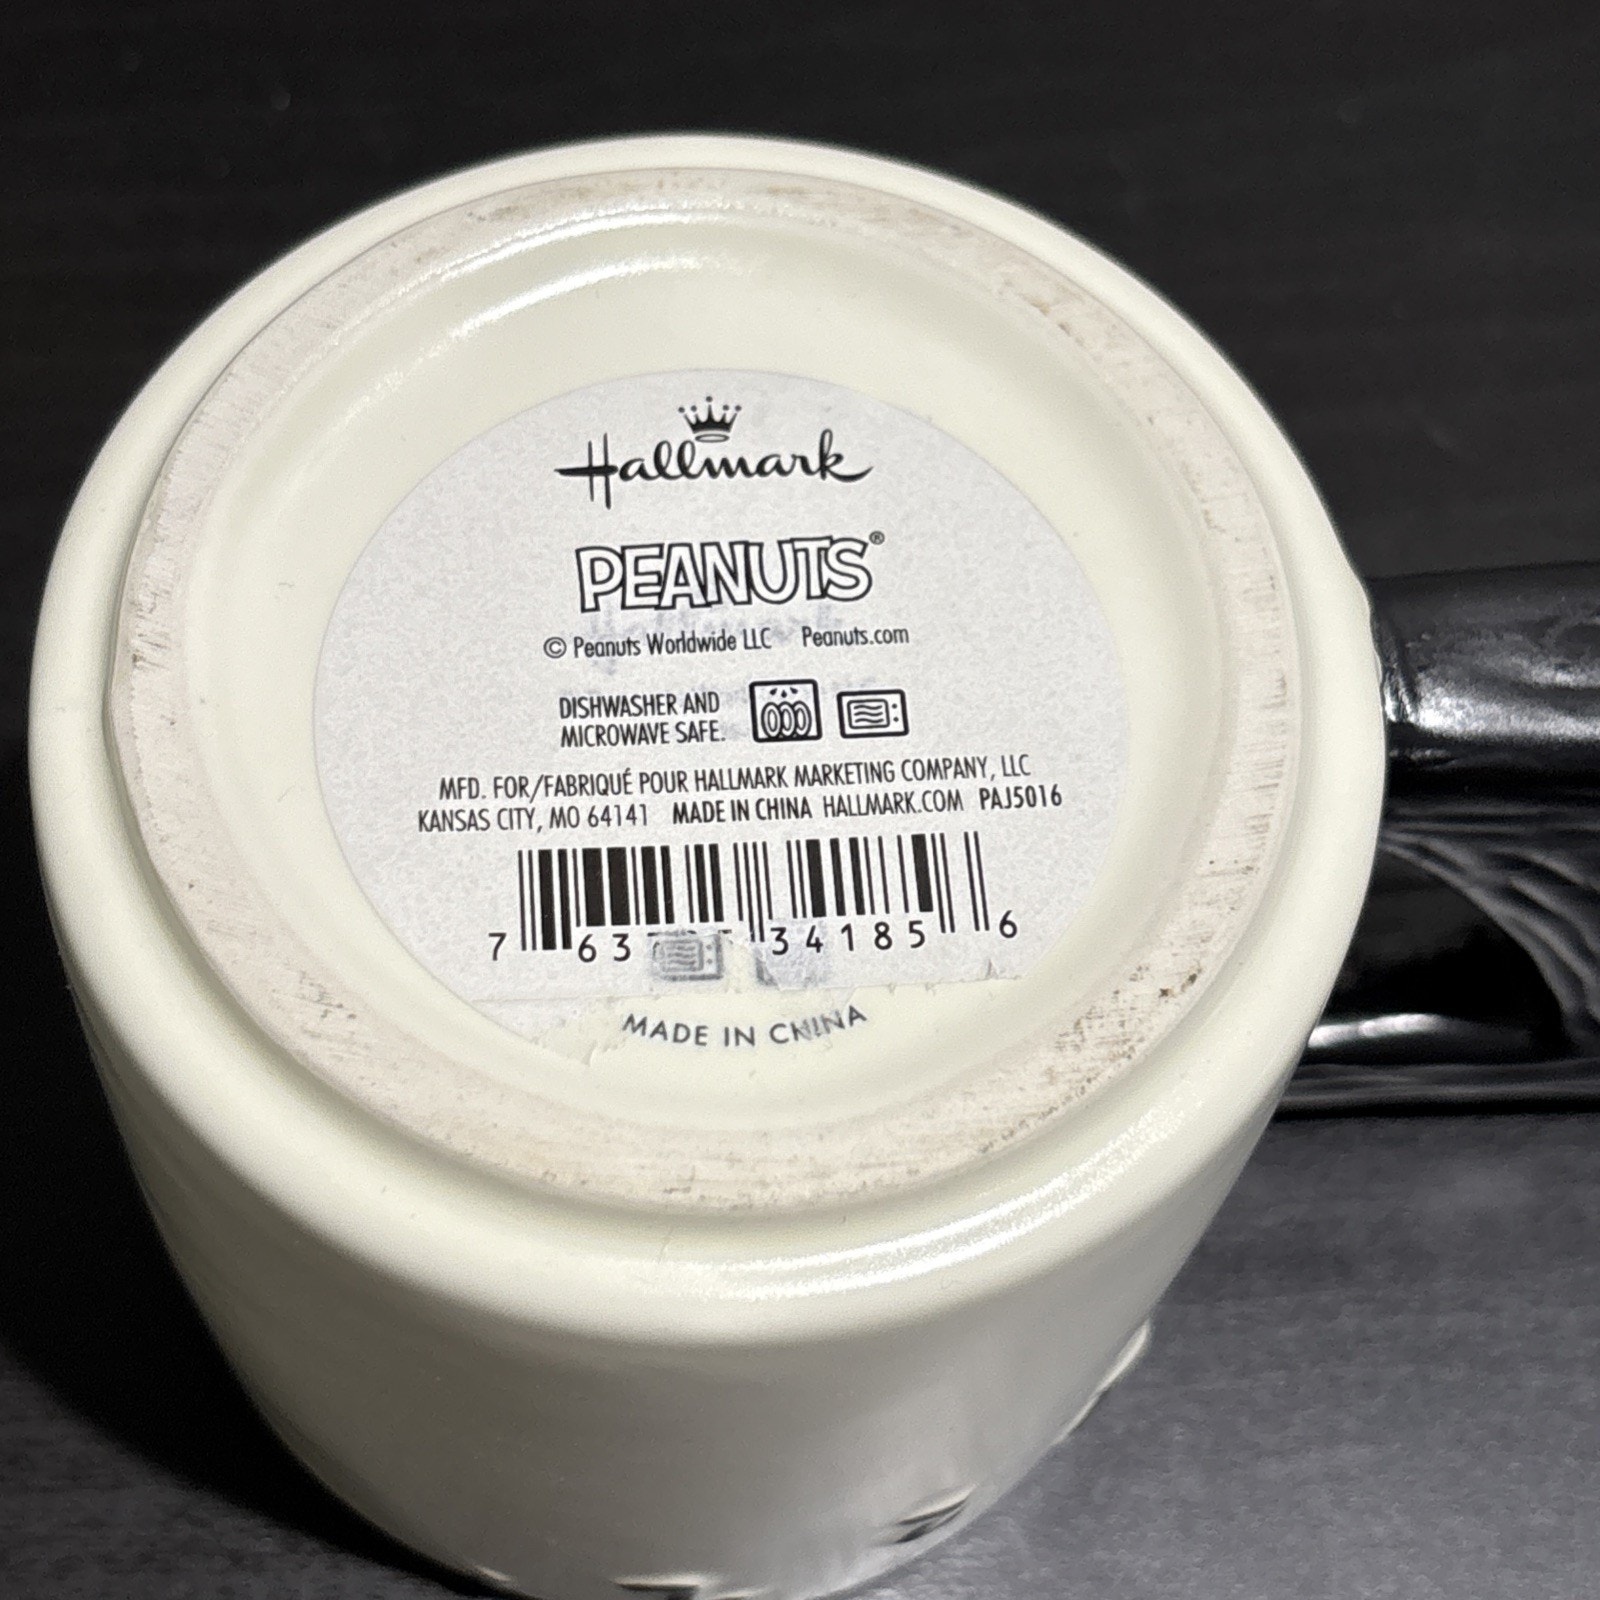 Hallmark
PEANUTS®
© Peanuts Worldwide LLC Peanuts.com
DISHWASHER AND
MICROWAVE SAFE.
MFD. FOR/FABRIQUÉ POUR HALLMARK MARKETING COMPANY, LLC
KANSAS CITY, MO 64141 MADE IN CHINA HALLMARK.COM PAJ5016
7 63 34185 6
MADE IN CHINA